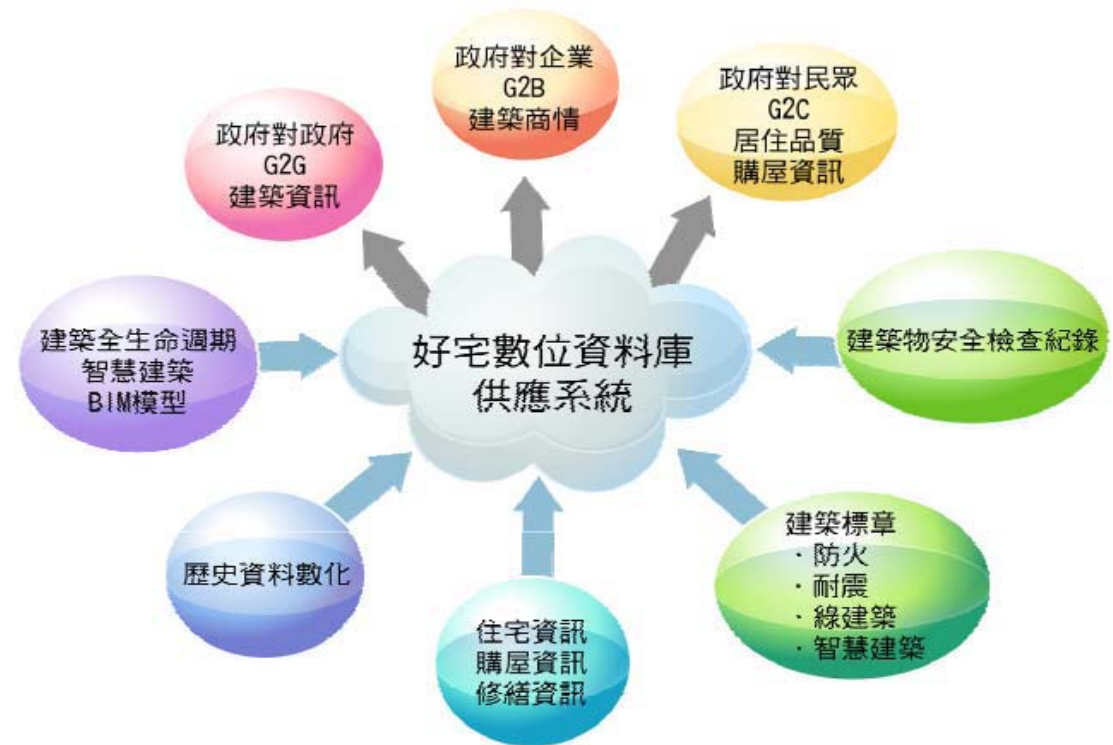 政府對企業
G2B
建築商情
政府對民眾
G2C
居住品質
購屋資訊
政府對政府
G2G
建築資訊
建築全生命週期
智慧建築
BIM模型
好宅數位資料庫
供應系統
建築物安全檢查紀錄
歷史資料數化
住宅資訊
購屋資訊
修繕資訊
建築標章
·防火
·耐震
·綠建築
·智慧建築